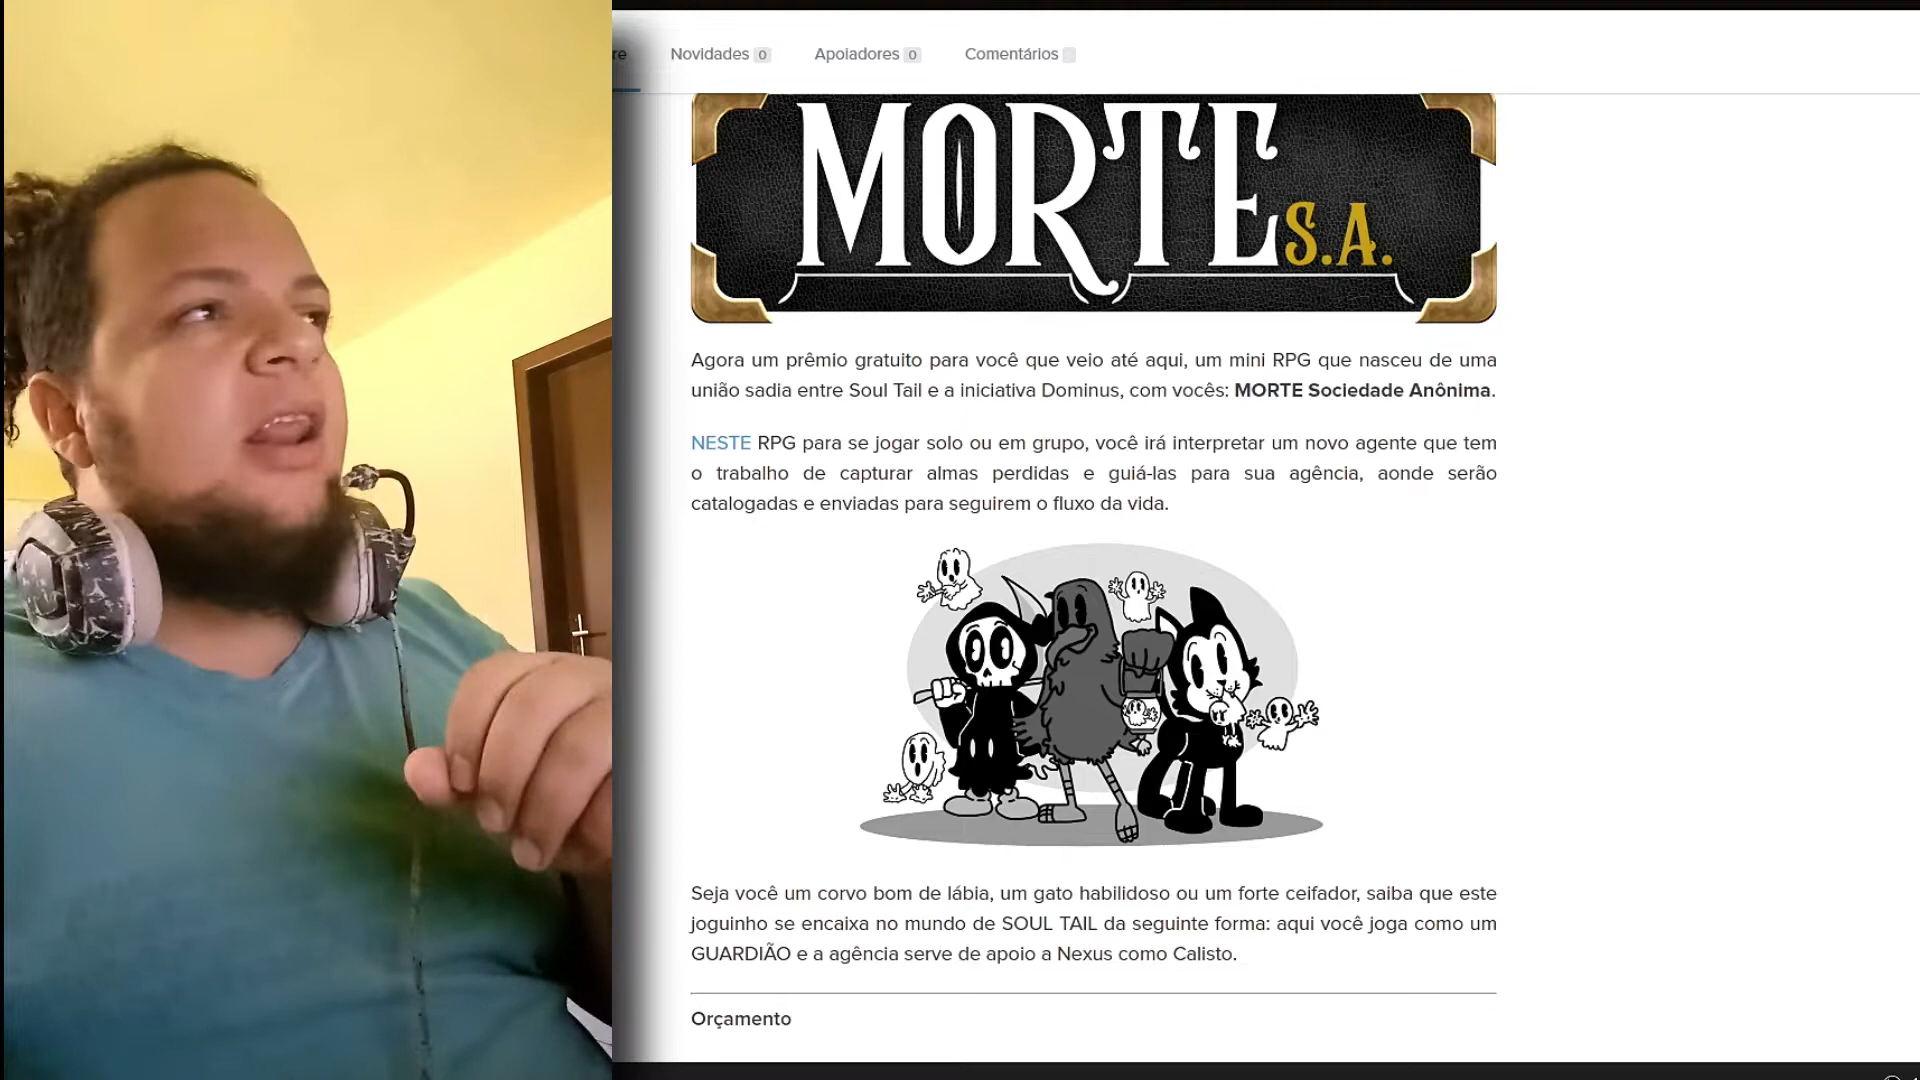 re Novidades 0 Apoiadores 0 Comentários
MORTE S.A.
Agora um prêmio gratuito para você que veio até aqui, um mini RPG que nasceu de uma
união sadia entre Soul Tail e a iniciativa Dominus, com vocês: MORTE Sociedade Anônima.
NESTE RPG para se jogar solo ou em grupo, você irá interpretar um novo agente que tem
o trabalho de capturar almas perdidas e guiá-las para sua agência, aonde serão
catalogadas e enviadas para seguirem o fluxo da vida.
Seja você um corvo bom de lábia, um gato habilidoso ou um forte ceifador, saiba que este
joguinho se encaixa no mundo de SOUL TAIL da seguinte forma: aqui você joga como um
GUARDIÃO e a agência serve de apoio a Nexus como Calisto.
Orçamento